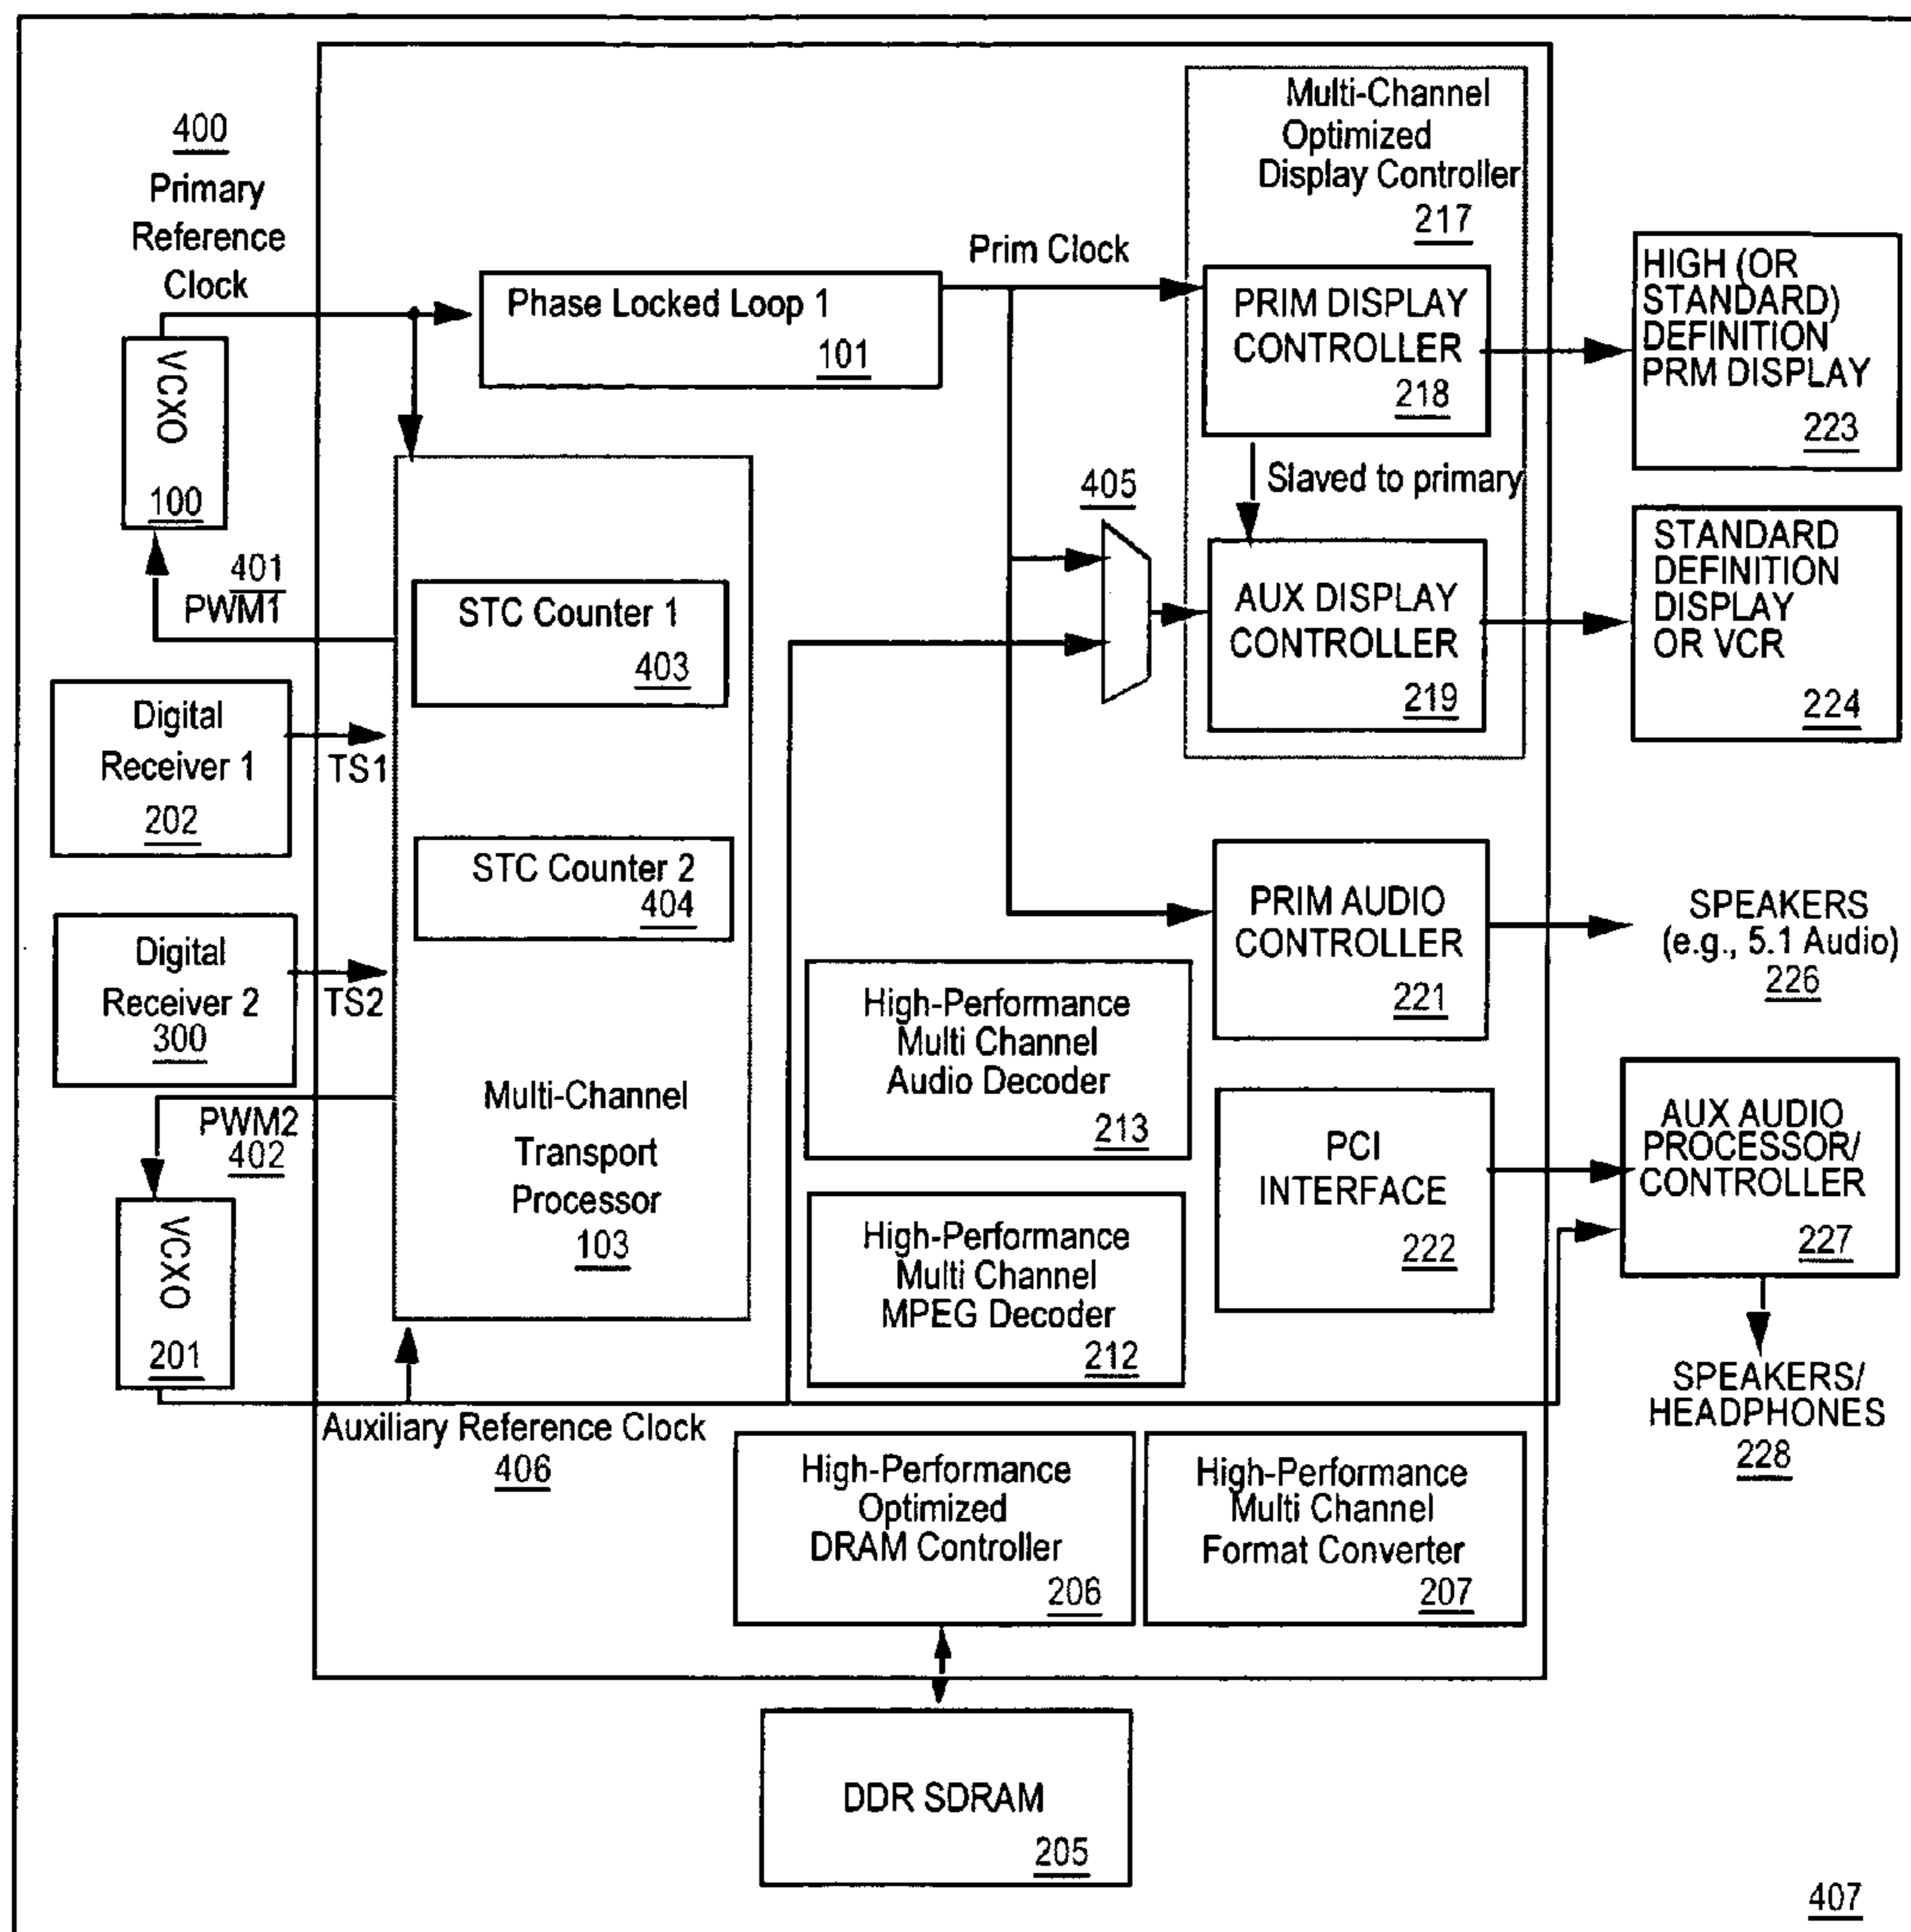 400
Primary
Reference
Clock
VCXO
100
401
PWM1
Digital
Receiver 1
202
TS1
Digital
Receiver 2
300
TS2
PWM2
402
VCXO
201
Auxiliary Reference Clock
406
Phase Locked Loop 1
101
STC Counter 1
403
STC Counter 2
404
Multi-Channel
Transport
Processor
103
Prim Clock
405
Multi-Channel
Optimized
Display Controller
217
PRIM DISPLAY
CONTROLLER
218
Slaved to primary
AUX DISPLAY
CONTROLLER
219
HIGH (OR
STANDARD)
DEFINITION
PRM DISPLAY
223
STANDARD
DEFINITION
DISPLAY
OR VCR
224
PRIM AUDIO
CONTROLLER
221
SPEAKERS
(e.g., 5.1 Audio)
226
High-Performance
Multi Channel
Audio Decoder
213
PCI
INTERFACE
222
AUX AUDIO
PROCESSOR/
CONTROLLER
227
High-Performance
Multi Channel
MPEG Decoder
212
SPEAKERS/
HEADPHONES
228
High-Performance
Optimized
DRAM Controller
206
High-Performance
Multi Channel
Format Converter
207
DDR SDRAM
205
407